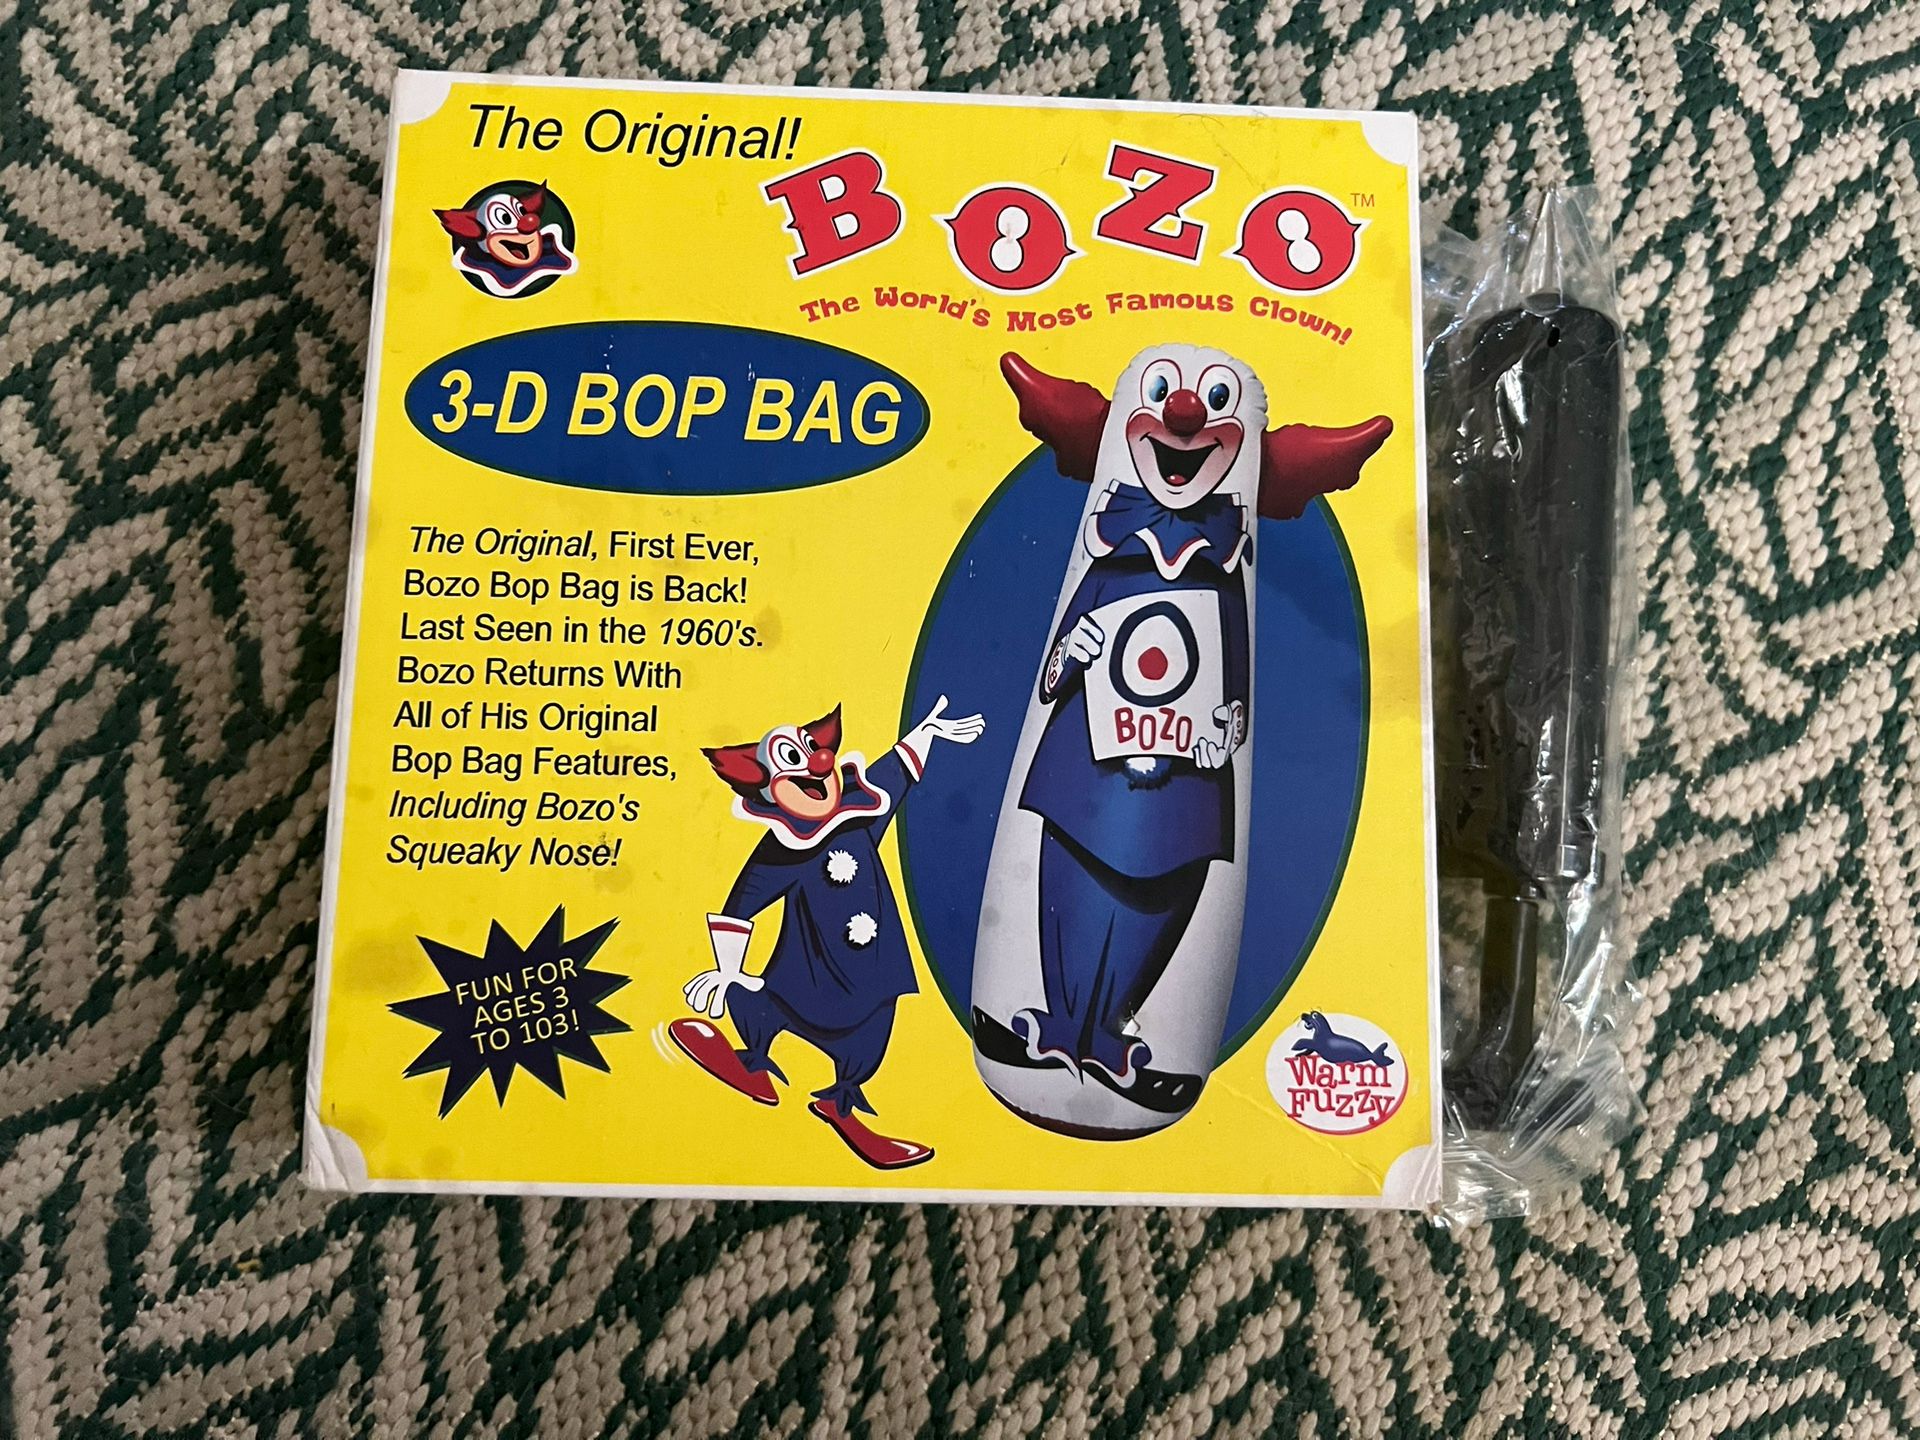 The Original!
BOZO™
The World's Most Famous Clown!
3-D BOP BAG
The Original, First Ever,
Bozo Bop Bag is Back!
Last Seen in the 1960's.
Bozo Returns With
All of His Original
Bop Bag Features,
Including Bozo's
Squeaky Nose!
BOZO
FUN FOR
AGES 3
TO 103!
Warm
Fuzzy